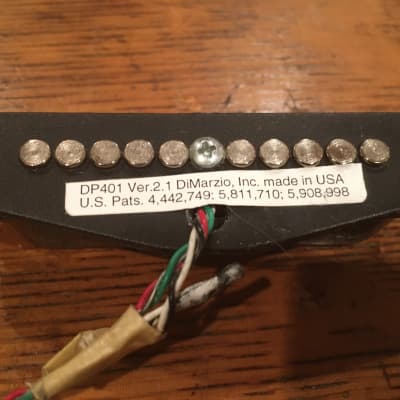 DP401 Ver.2.1 DiMarzio, Inc. made in USA
U.S. Pats. 4,442,749; 5,811,710; 5,908,998